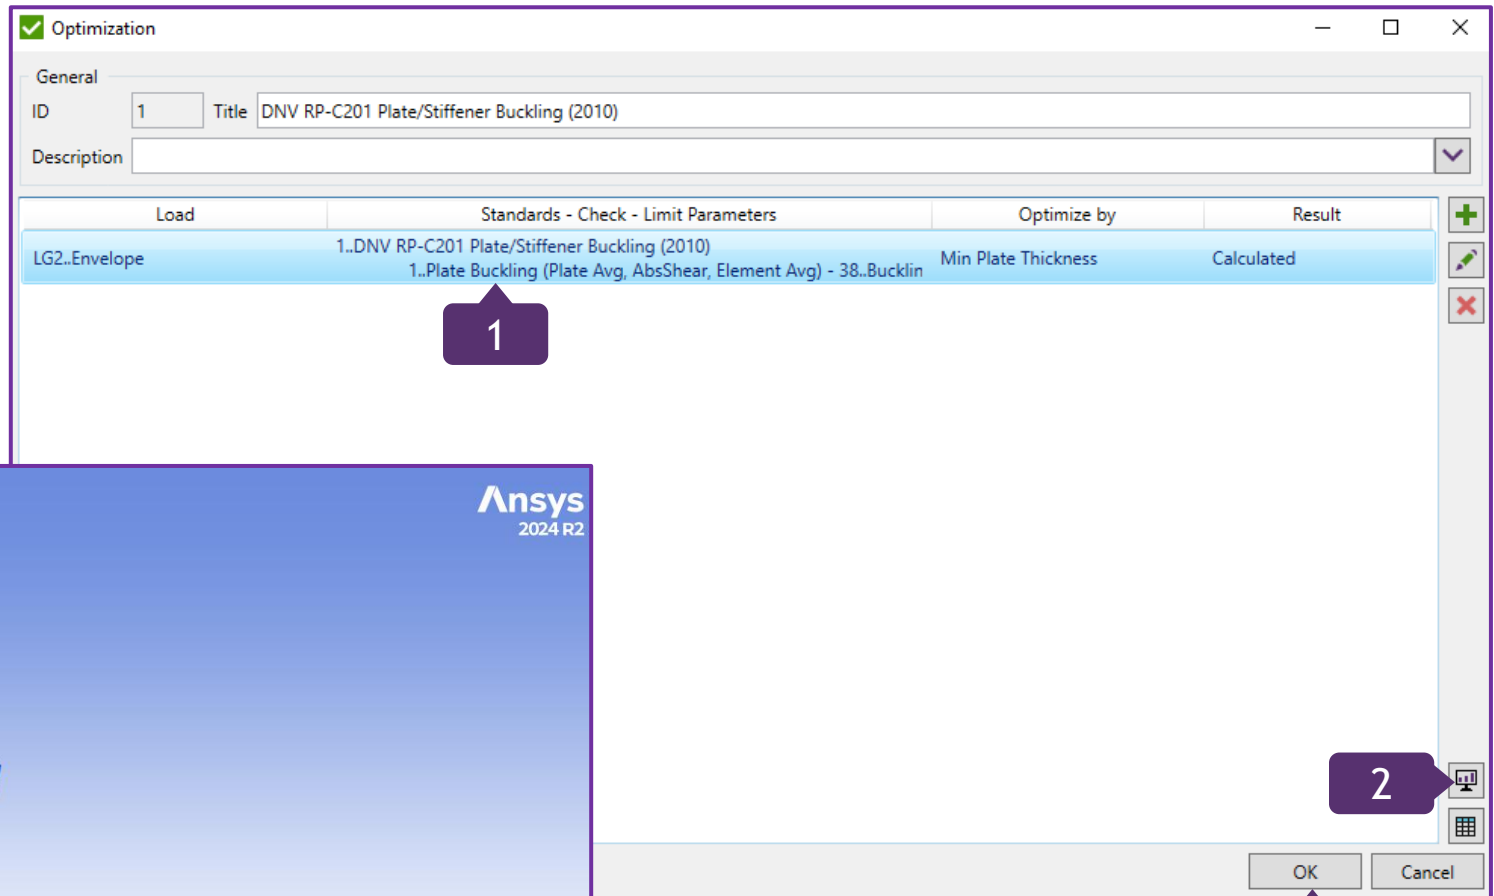 Optimization
General
ID 1 Title DNV RP-C201 Plate/Stiffener Buckling (2010)
Description
Load Standards - Check - Limit Parameters Optimize by Result
1..DNV RP-C201 Plate/Stiffener Buckling (2010)
LG2..Envelope Min Plate Thickness Calculated
1..Plate Buckling (Plate Avg, AbsShear, Element Avg) - 38..Bucklin
1
Ansys
2024 R2
2
OK Cancel